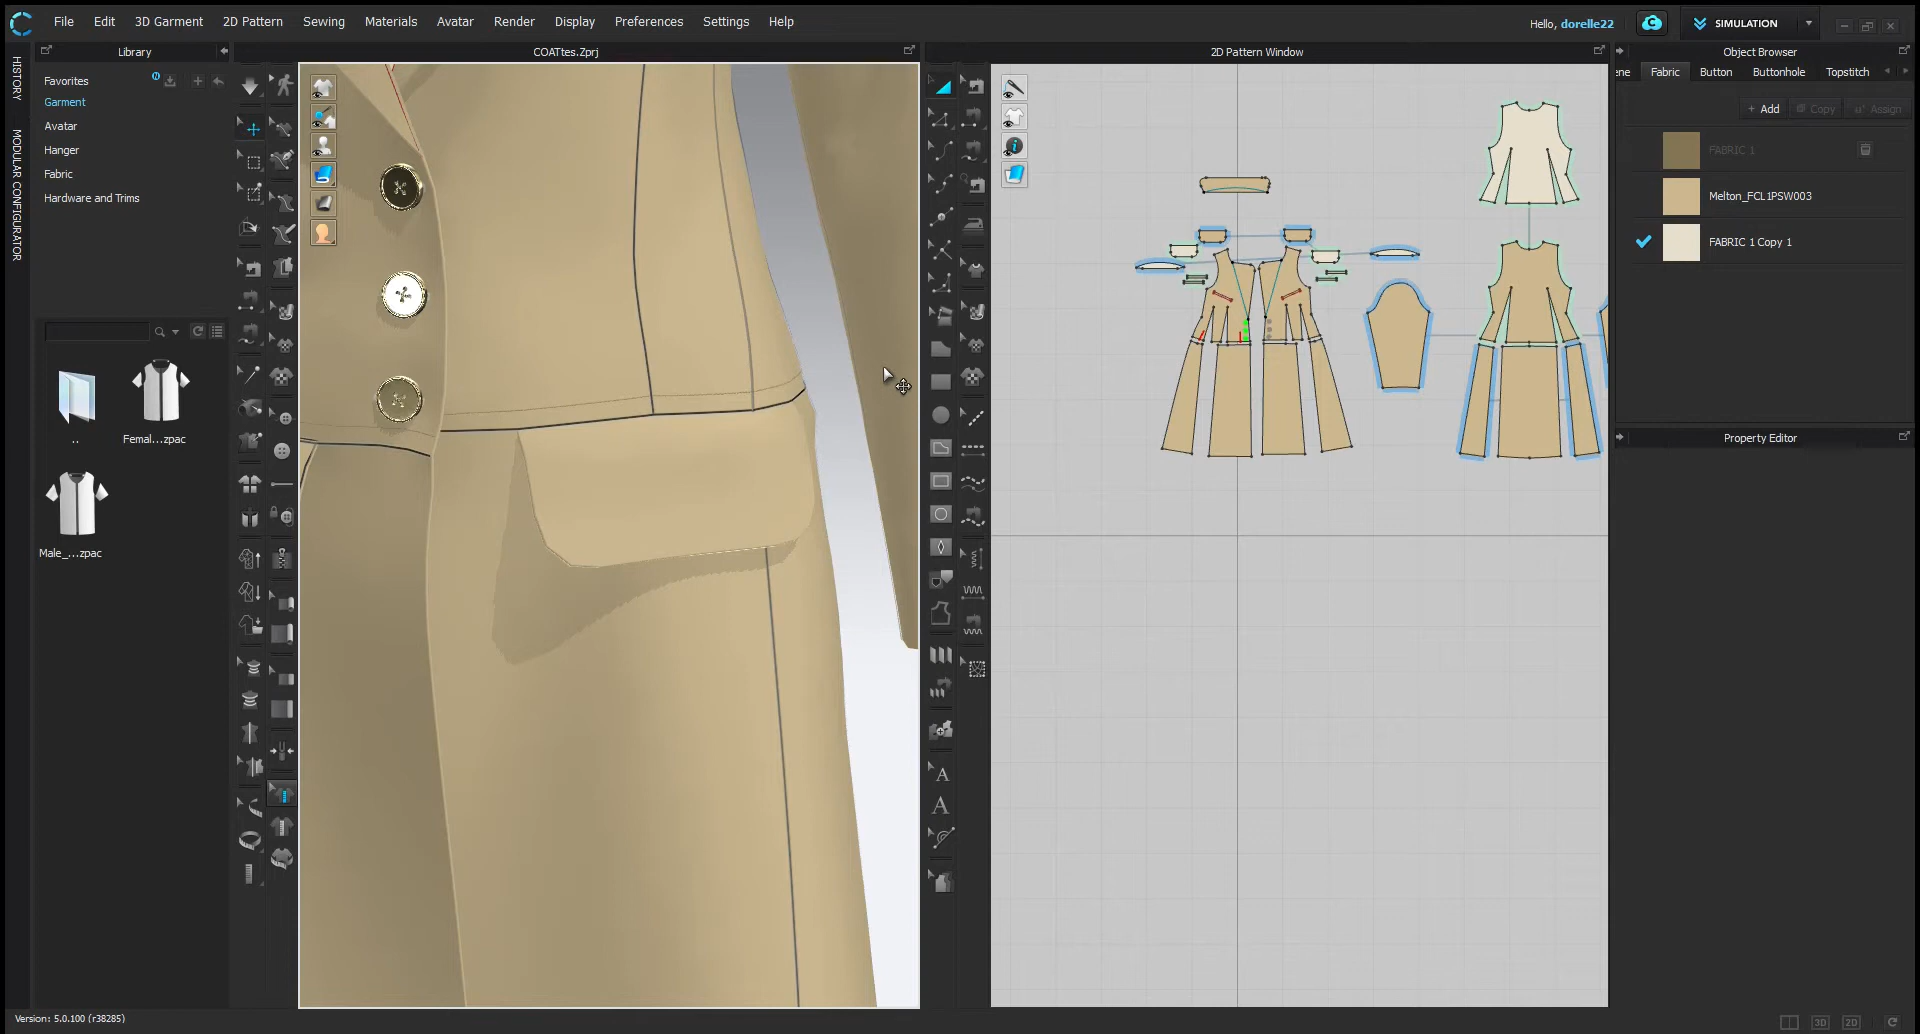 File Edit 3D Garment 2D Pattern Sewing Materials Avatar Render Display Preferences Settings Help
Hello, dorelle22
SIMULATION
Library
COATtes.Zprj
2D Pattern Window
Object Browser
HISTORY
MODULAR CONFIGURATOR
Favorites
Garment
Avatar
Hanger
Fabric
Hardware and Trims
..
Femal...zpac
Male_...zpac
ene Fabric Button Buttonhole Topstitch
+ Add Copy Assign
FABRIC 1
Melton_FCL1PSW003
FABRIC 1 Copy 1
Property Editor
A
A
Version: 5.0.100 (r38285)
3D 2D